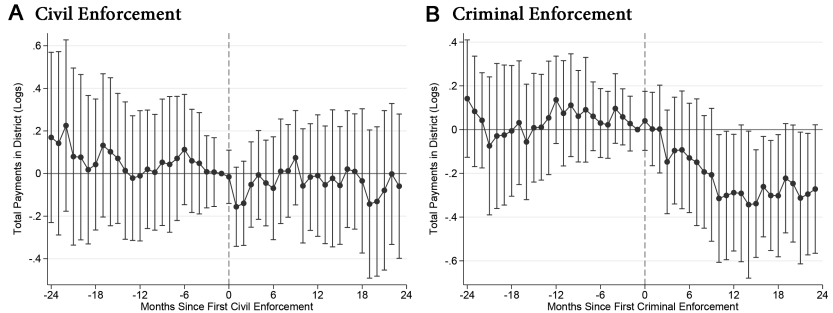 A Civil Enforcement
Total Payments in District (Logs)
.6
.4
.2
0
-.2
-.4
-24 -18 -12 -6 0 6 12 18 24
Months Since First Civil Enforcement
B Criminal Enforcement
Total Payments in District (Logs)
.4
.2
0
-.2
-.4
-.6
-24 -18 -12 -6 0 6 12 18 24
Months Since First Criminal Enforcement